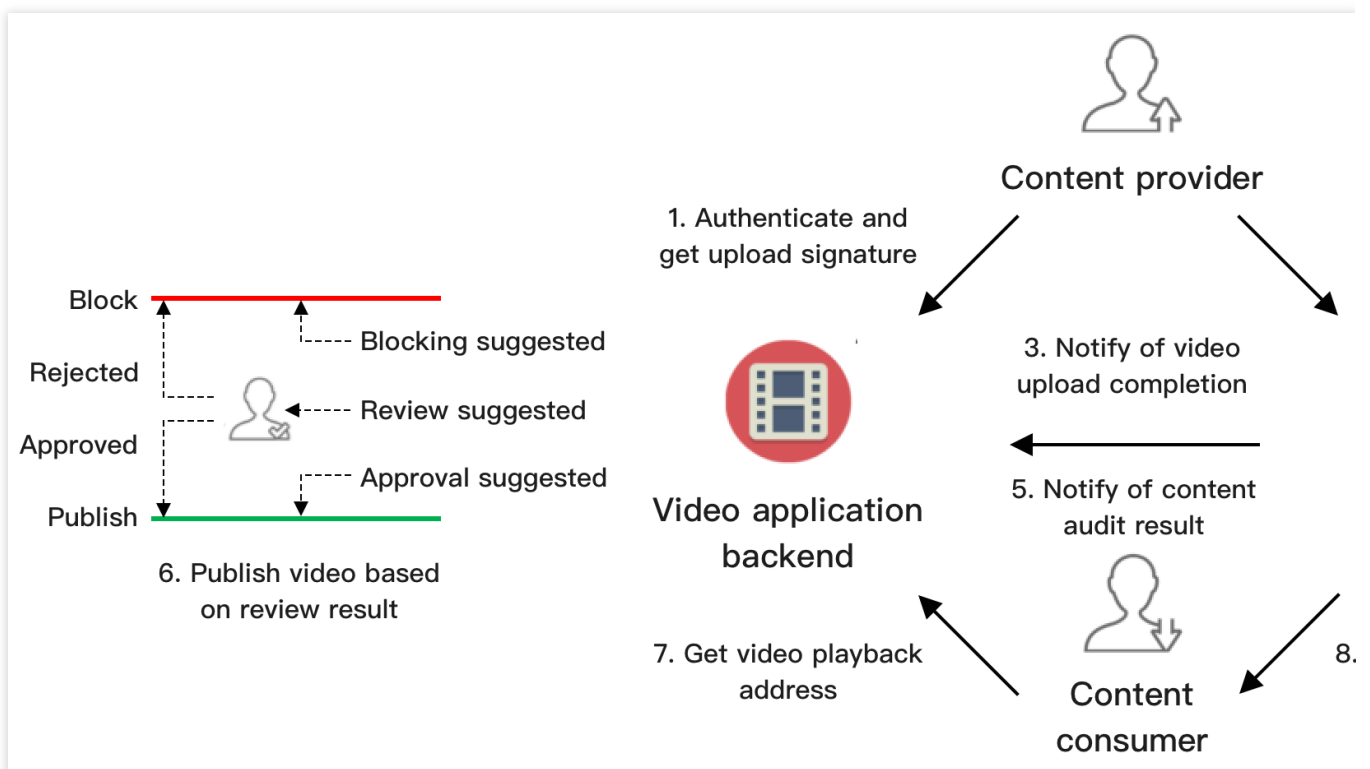 Content provider
1. Authenticate and
get upload signature
Block
Blocking suggested
Rejected
Review suggested
Approved
Approval suggested
Publish
6. Publish video based
on review result
3. Notify of video
upload completion
5. Notify of content
audit result
Video application
backend
7. Get video playback
address
8.
Content
consumer